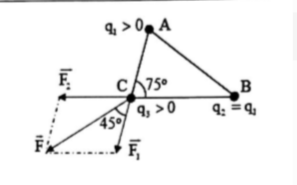 q₁ > 0 A
F⃗₂ C 75° B
q₃ > 0 q₂ = q₁
45°
F⃗ F⃗₁